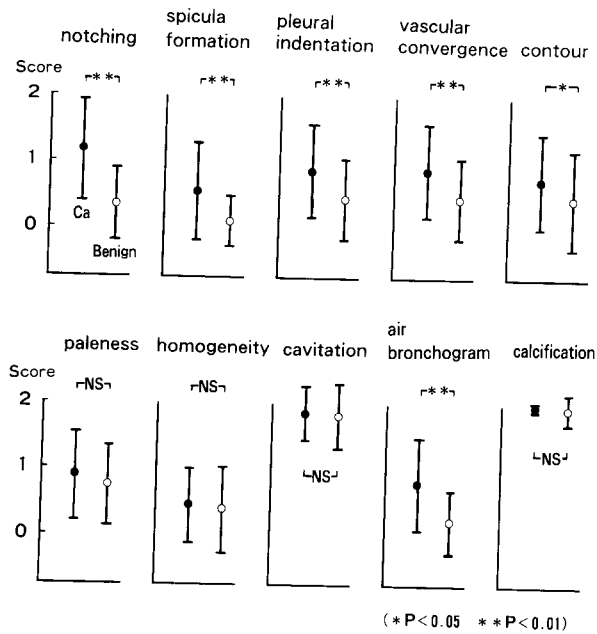 notching
spicula
formation
pleural
indentation
vascular
convergence
contour
Score
**
**
**
**
*
2
1
0
Ca
Benign
paleness
homogeneity
cavitation
air
bronchogram
calcification
Score
NS
NS
NS
**
NS
2
1
0
(*P<0.05 **P<0.01)